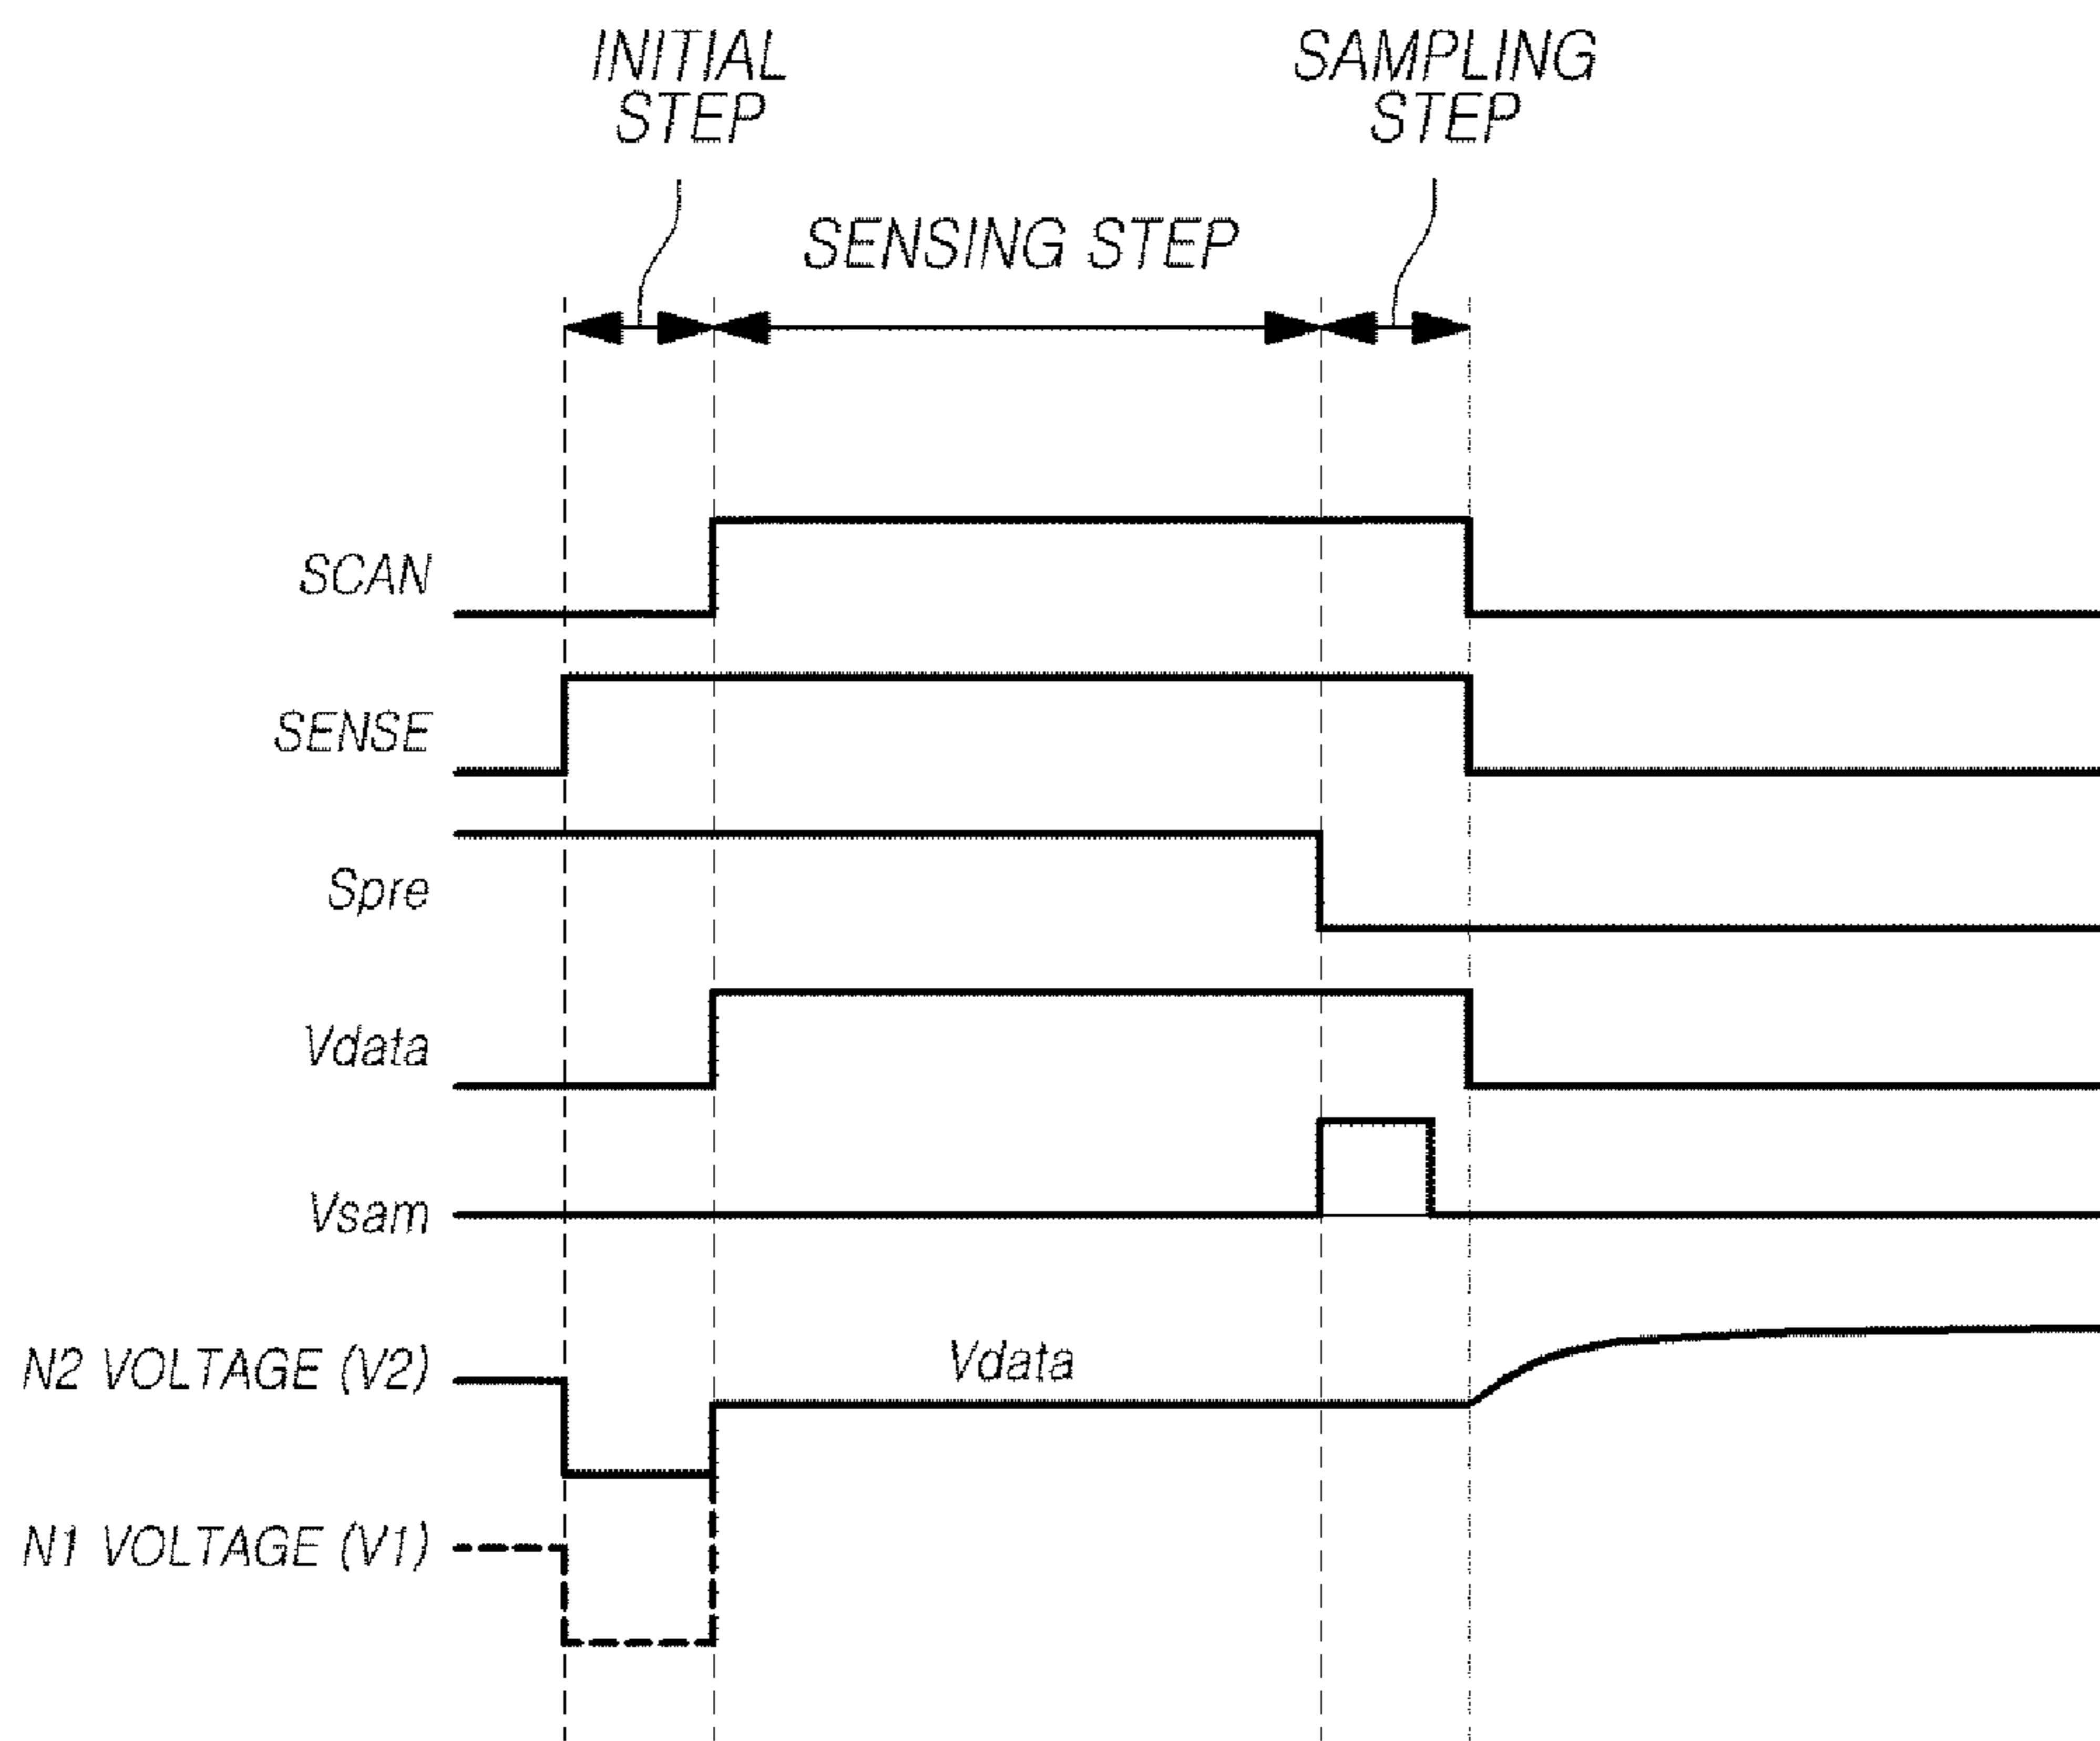 INITIAL
STEP
SAMPLING
STEP
SENSING STEP
SCAN
SENSE
Spre
Vdata
Vsam
N2 VOLTAGE (V2)
Vdata
N1 VOLTAGE (V1)